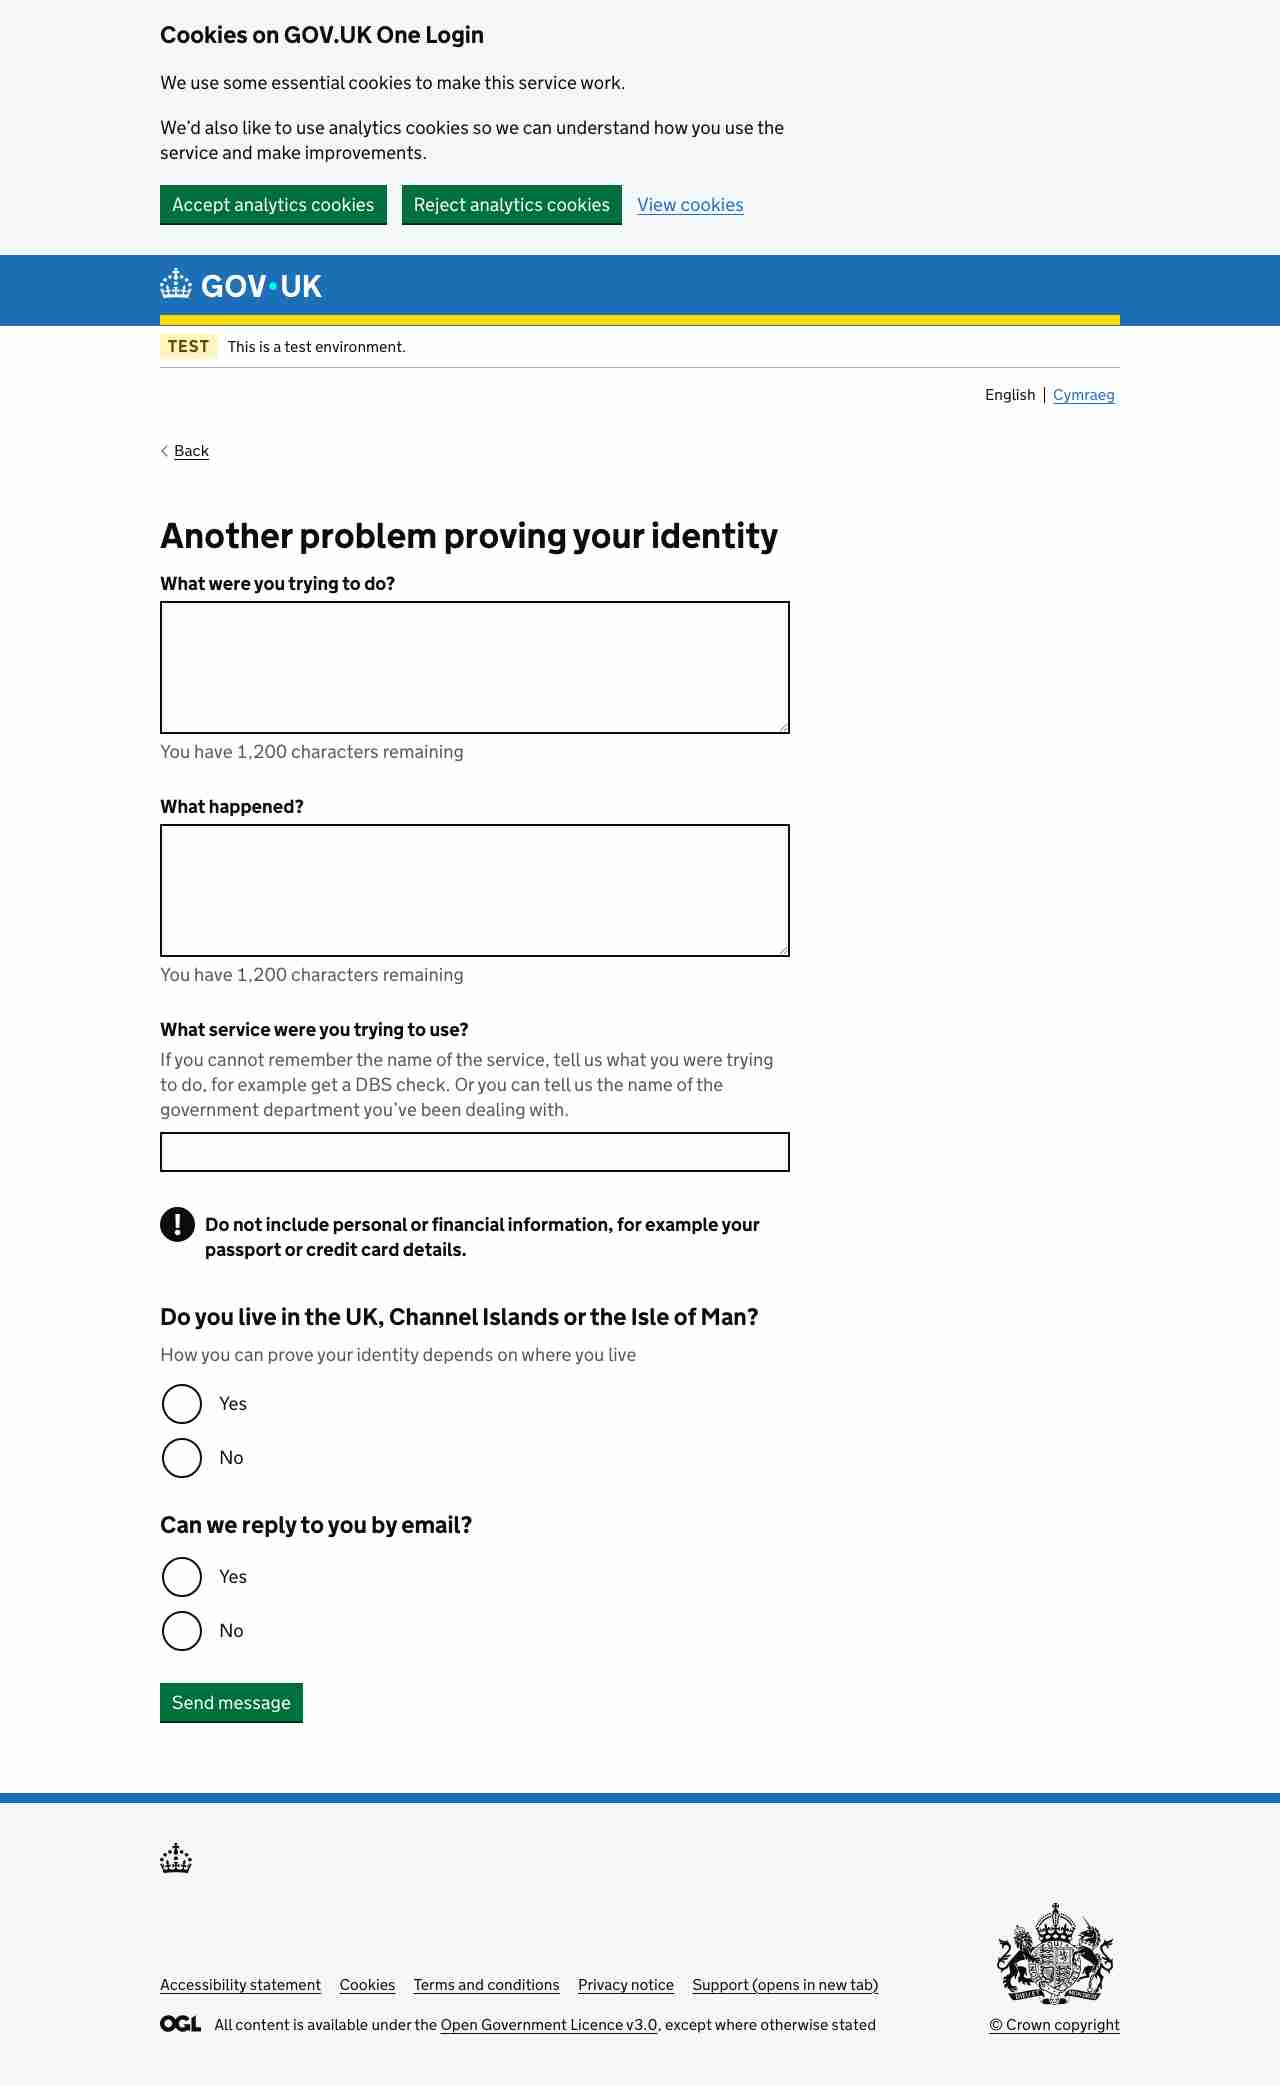 Cookies on GOV.UK One Login
We use some essential cookies to make this service work.
We’d also like to use analytics cookies so we can understand how you use the
service and make improvements.
Accept analytics cookies Reject analytics cookies View cookies
GOV•UK
TEST This is a test environment.
English Cymraeg
Back
Another problem proving your identity
What were you trying to do?
You have 1,200 characters remaining
What happened?
You have 1,200 characters remaining
What service were you trying to use?
If you cannot remember the name of the service, tell us what you were trying
to do, for example get a DBS check. Or you can tell us the name of the
government department you’ve been dealing with.
! Do not include personal or financial information, for example your
passport or credit card details.
Do you live in the UK, Channel Islands or the Isle of Man?
How you can prove your identity depends on where you live
Yes
No
Can we reply to you by email?
Yes
No
Send message
Accessibility statement Cookies Terms and conditions Privacy notice Support (opens in new tab)
OGL All content is available under the Open Government Licence v3.0, except where otherwise stated
© Crown copyright